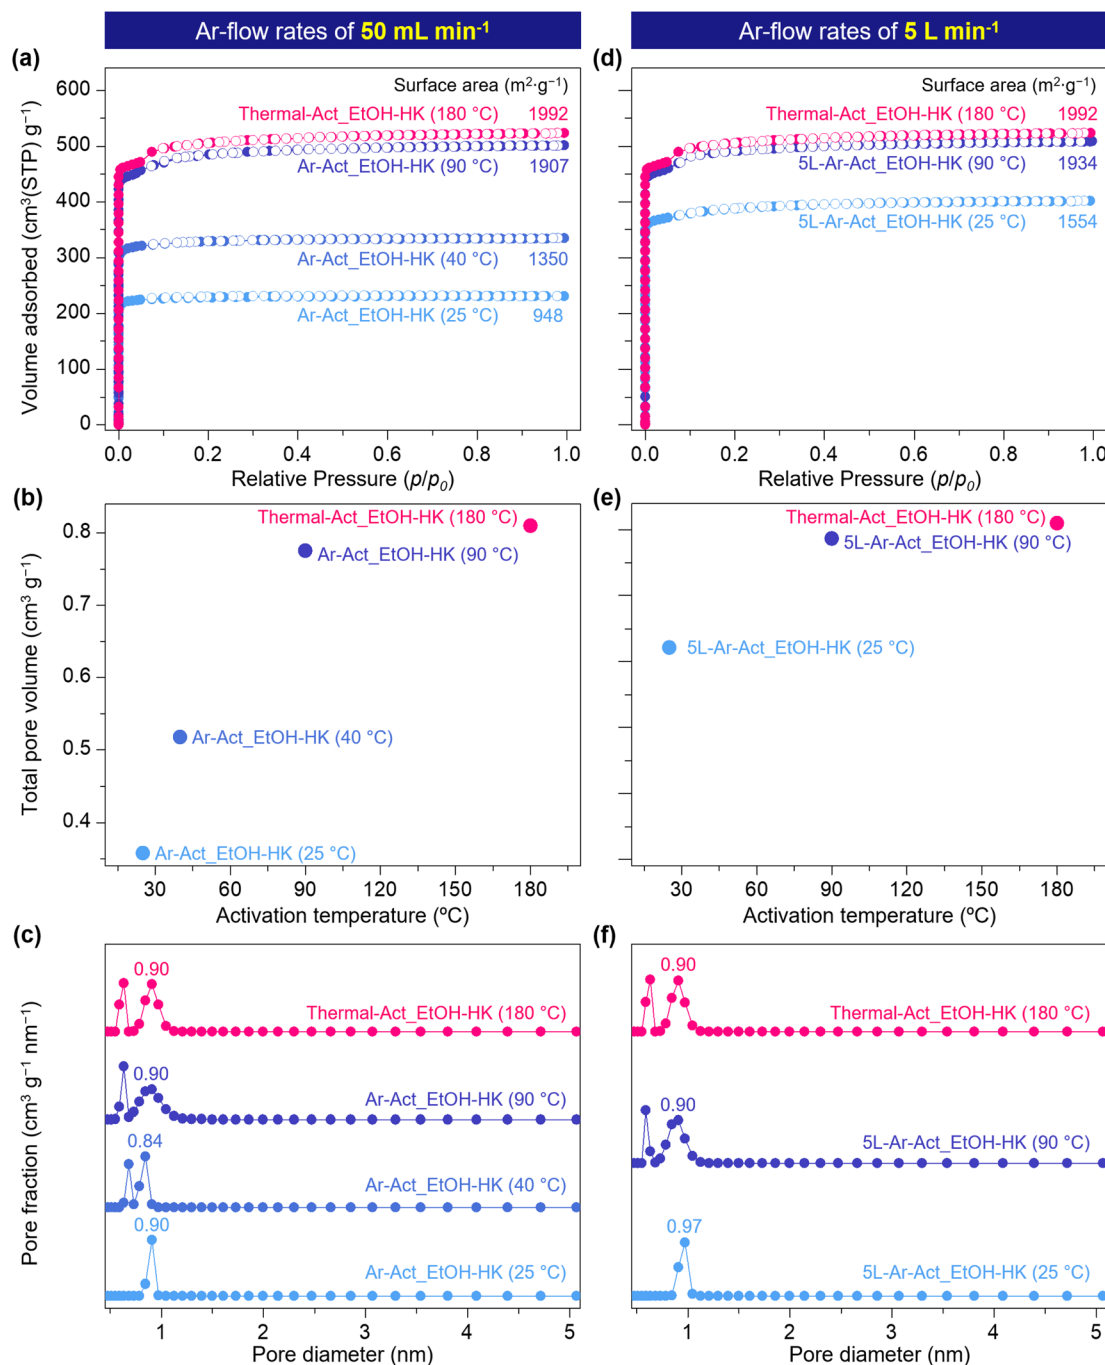 Ar-flow rates of 50 mL min⁻¹
Ar-flow rates of 5 L min⁻¹
(a)
Volume adsorbed (cm³(STP) g⁻¹)
600
500
400
300
200
100
0
Surface area (m²·g⁻¹)
Thermal-Act_EtOH-HK (180 °C) 1992
Ar-Act_EtOH-HK (90 °C) 1907
Ar-Act_EtOH-HK (40 °C) 1350
Ar-Act_EtOH-HK (25 °C) 948
0.0 0.2 0.4 0.6 0.8 1.0
Relative Pressure (p/p₀)
(d)
Surface area (m²·g⁻¹)
Thermal-Act_EtOH-HK (180 °C) 1992
5L-Ar-Act_EtOH-HK (90 °C) 1934
5L-Ar-Act_EtOH-HK (25 °C) 1554
0.0 0.2 0.4 0.6 0.8 1.0
Relative Pressure (p/p₀)
(b)
Total pore volume (cm³ g⁻¹)
0.8
0.7
0.6
0.5
0.4
Thermal-Act_EtOH-HK (180 °C)
Ar-Act_EtOH-HK (90 °C)
Ar-Act_EtOH-HK (40 °C)
Ar-Act_EtOH-HK (25 °C)
30 60 90 120 150 180
Activation temperature (ºC)
(e)
Thermal-Act_EtOH-HK (180 °C)
5L-Ar-Act_EtOH-HK (90 °C)
5L-Ar-Act_EtOH-HK (25 °C)
30 60 90 120 150 180
Activation temperature (ºC)
(c)
Pore fraction (cm³ g⁻¹ nm⁻¹)
0.90
Thermal-Act_EtOH-HK (180 °C)
0.90
Ar-Act_EtOH-HK (90 °C)
0.84
Ar-Act_EtOH-HK (40 °C)
0.90
Ar-Act_EtOH-HK (25 °C)
1 2 3 4 5
Pore diameter (nm)
(f)
0.90
Thermal-Act_EtOH-HK (180 °C)
0.90
5L-Ar-Act_EtOH-HK (90 °C)
0.97
5L-Ar-Act_EtOH-HK (25 °C)
1 2 3 4 5
Pore diameter (nm)